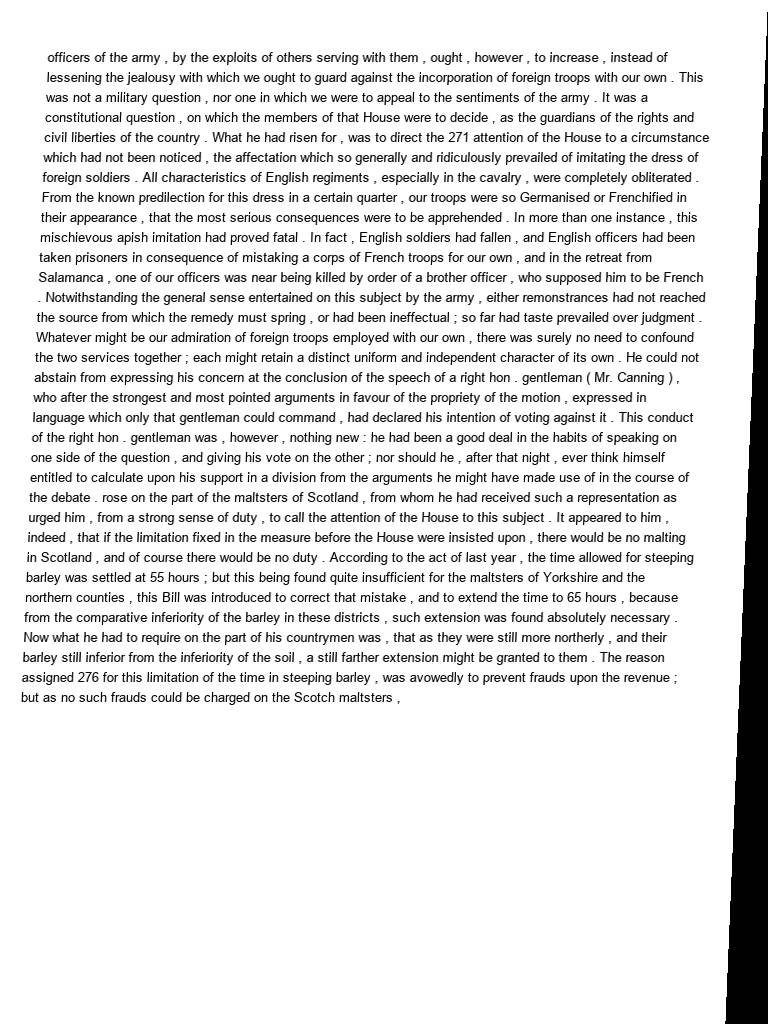 officers of the army , by the exploits of others serving with them , ought , however , to increase , instead of
lessening the jealousy with which we ought to guard against the incorporation of foreign troops with our own . This
was not a military question , nor one in which we were to appeal to the sentiments of the army . It was a
constitutional question , on which the members of that House were to decide , as the guardians of the rights and
civil liberties of the country . What he had risen for , was to direct the 271 attention of the House to a circumstance
which had not been noticed , the affectation which so generally and ridiculously prevailed of imitating the dress of
foreign soldiers . All characteristics of English regiments , especially in the cavalry , were completely obliterated .
From the known predilection for this dress in a certain quarter , our troops were so Germanised or Frenchified in
their appearance , that the most serious consequences were to be apprehended . In more than one instance , this
mischievous apish imitation had proved fatal . In fact , English soldiers had fallen , and English officers had been
taken prisoners in consequence of mistaking a corps of French troops for our own , and in the retreat from
Salamanca , one of our officers was near being killed by order of a brother officer , who supposed him to be French
. Notwithstanding the general sense entertained on this subject by the army , either remonstrances had not reached
the source from which the remedy must spring , or had been ineffectual ; so far had taste prevailed over judgment .
Whatever might be our admiration of foreign troops employed with our own , there was surely no need to confound
the two services together ; each might retain a distinct uniform and independent character of its own . He could not
abstain from expressing his concern at the conclusion of the speech of a right hon . gentleman ( Mr. Canning ) ,
who after the strongest and most pointed arguments in favour of the propriety of the motion , expressed in
language which only that gentleman could command , had declared his intention of voting against it . This conduct
of the right hon . gentleman was , however , nothing new : he had been a good deal in the habits of speaking on
one side of the question , and giving his vote on the other ; nor should he , after that night , ever think himself
entitled to calculate upon his support in a division from the arguments he might have made use of in the course of
the debate . rose on the part of the maltsters of Scotland , from whom he had received such a representation as
urged him , from a strong sense of duty , to call the attention of the House to this subject . It appeared to him ,
indeed , that if the limitation fixed in the measure before the House were insisted upon , there would be no malting
in Scotland , and of course there would be no duty . According to the act of last year , the time allowed for steeping
barley was settled at 55 hours ; but this being found quite insufficient for the maltsters of Yorkshire and the
northern counties , this Bill was introduced to correct that mistake , and to extend the time to 65 hours , because
from the comparative inferiority of the barley in these districts , such extension was found absolutely necessary .
Now what he had to require on the part of his countrymen was , that as they were still more northerly , and their
barley still inferior from the inferiority of the soil , a still farther extension might be granted to them . The reason
assigned 276 for this limitation of the time in steeping barley , was avowedly to prevent frauds upon the revenue ;
but as no such frauds could be charged on the Scotch maltsters ,